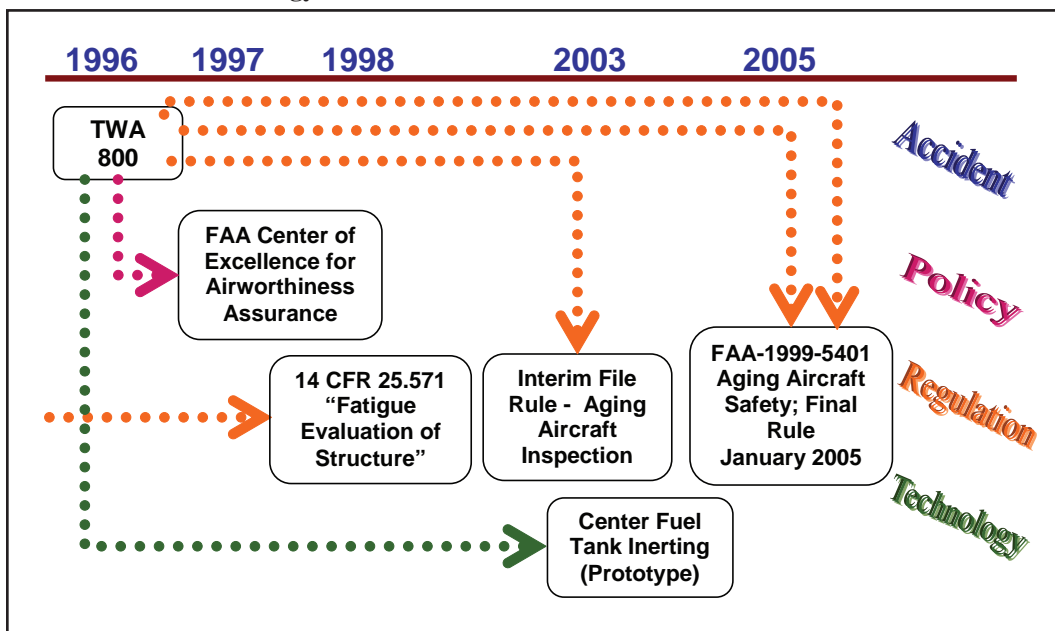 1996 1997 1998 2003 2005
TWA
800
Accident
FAA Center of
Excellence for
Airworthiness
Assurance
Policy
14 CFR 25.571
“Fatigue
Evaluation of
Structure”
Interim File
Rule - Aging
Aircraft
Inspection
FAA-1999-5401
Aging Aircraft
Safety; Final
Rule
January 2005
Regulation
Center Fuel
Tank Inerting
(Prototype)
Technology